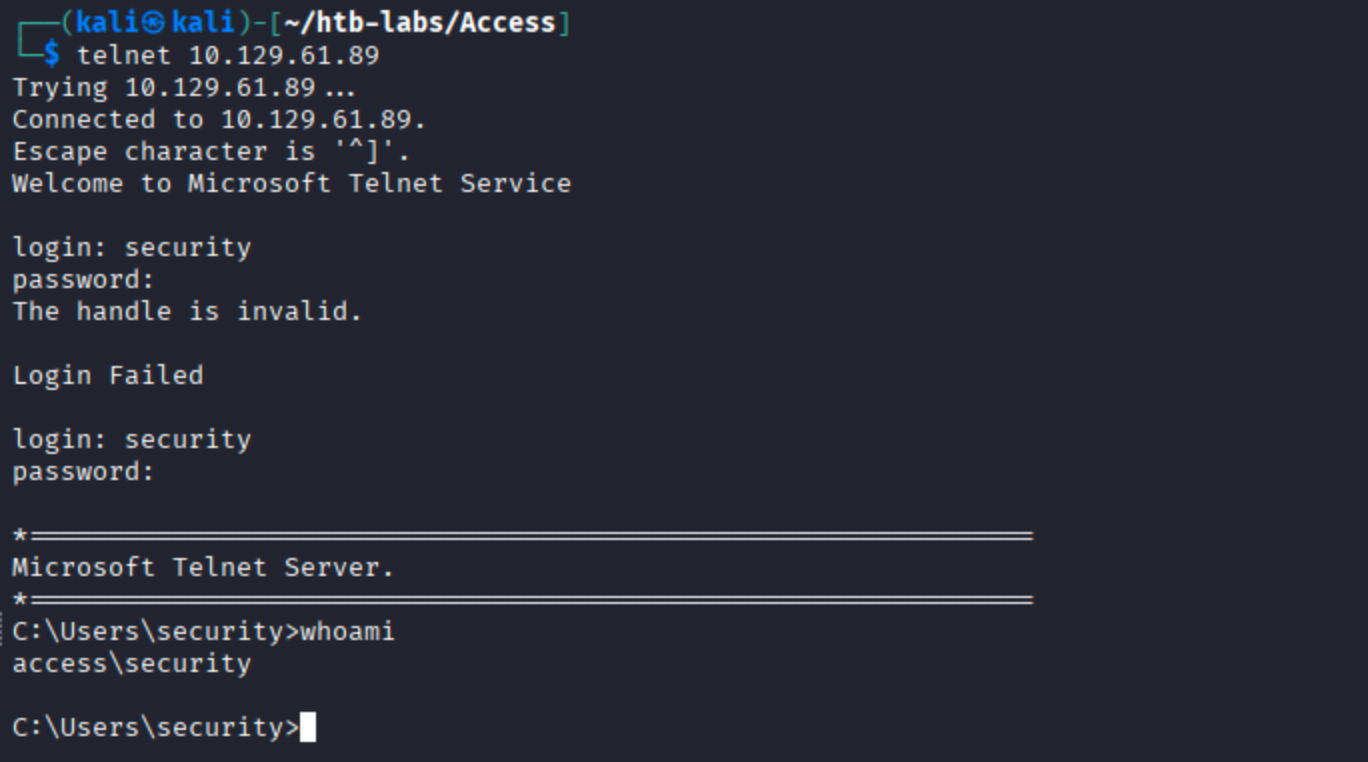 ┌──(kali㉿kali)-[~/htb-labs/Access]
└─$ telnet 10.129.61.89
Trying 10.129.61.89...
Connected to 10.129.61.89.
Escape character is '^]'.
Welcome to Microsoft Telnet Service
login: security
password:
The handle is invalid.
Login Failed
login: security
password:
*===============================================================
Microsoft Telnet Server.
*===============================================================
C:\Users\security>whoami
access\security
C:\Users\security>